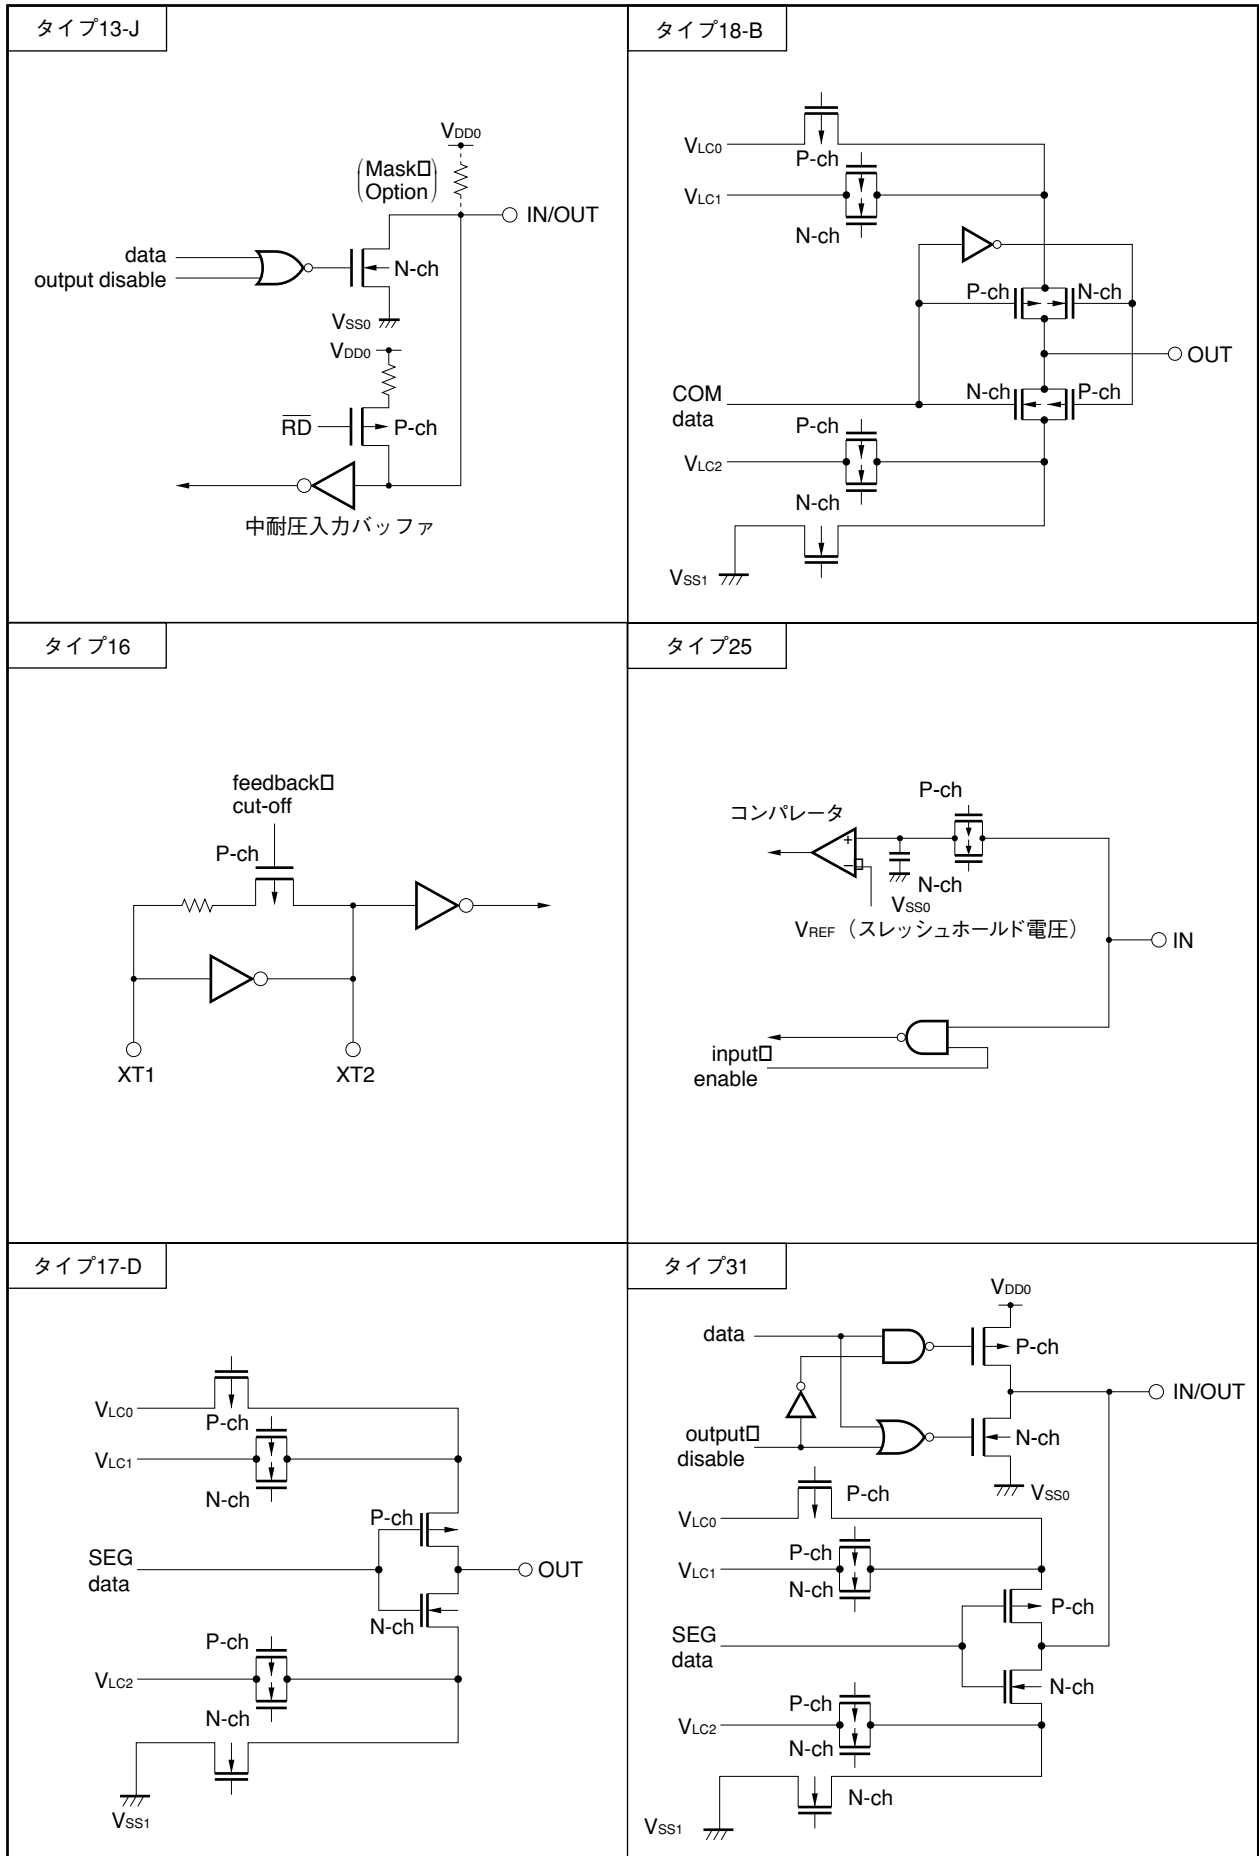 タイプ13-J
VDD0
(Mask
Option)
IN/OUT
data
output disable
N-ch
VSS0
VDD0
RD
P-ch
中耐圧入力バッファ
タイプ18-B
VLC0
P-ch
VLC1
N-ch
P-ch
N-ch
OUT
COM
data
N-ch
P-ch
P-ch
VLC2
N-ch
VSS1
タイプ16
feedback
cut-off
P-ch
XT1
XT2
タイプ25
P-ch
コンパレータ
+
−
N-ch
VSS0
VREF(スレッシュホールド電圧)
IN
input
enable
タイプ17-D
VLC0
P-ch
VLC1
N-ch
P-ch
SEG
data
OUT
N-ch
P-ch
VLC2
N-ch
VSS1
タイプ31
VDD0
data
P-ch
IN/OUT
output
disable
N-ch
VSS0
P-ch
VLC0
P-ch
VLC1
N-ch
P-ch
SEG
data
N-ch
P-ch
VLC2
N-ch
N-ch
VSS1